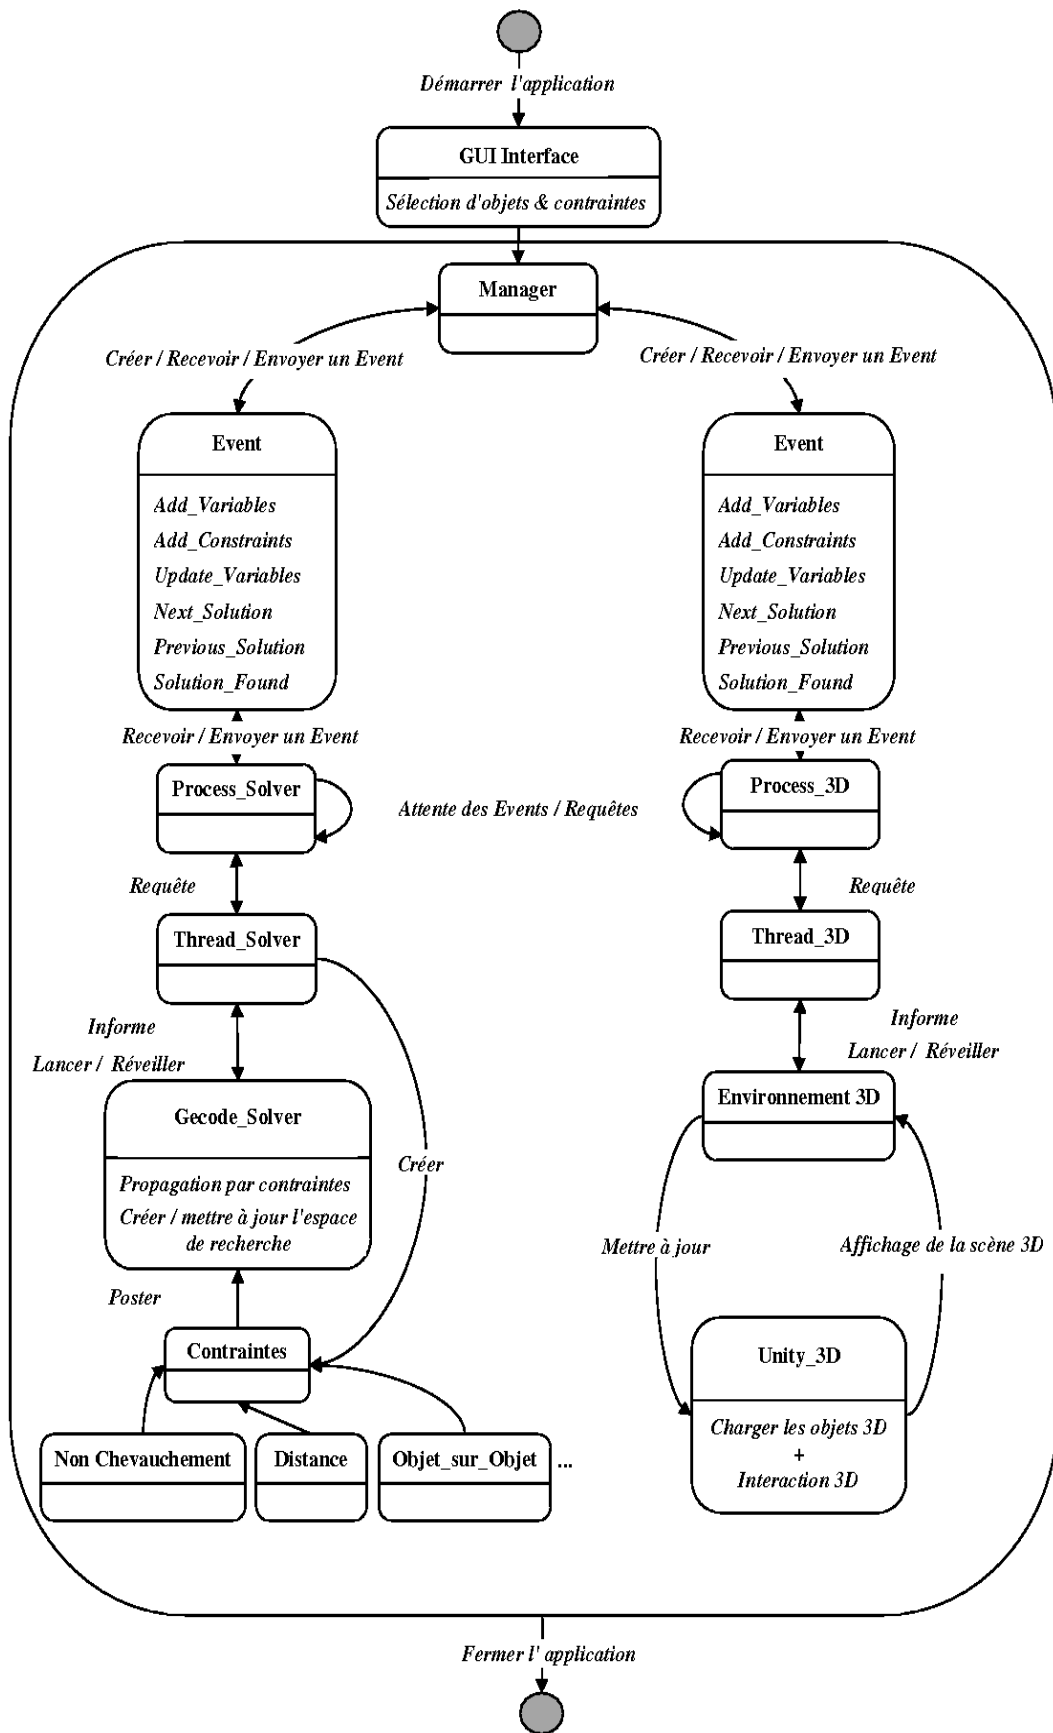 Démarrer l'application
GUI Interface
Sélection d'objets & contraintes
Manager
Créer / Recevoir / Envoyer un Event
Créer / Recevoir / Envoyer un Event
Event
Add_Variables
Add_Constraints
Update_Variables
Next_Solution
Previous_Solution
Solution_Found
Event
Add_Variables
Add_Constraints
Update_Variables
Next_Solution
Previous_Solution
Solution_Found
Recevoir / Envoyer un Event
Recevoir / Envoyer un Event
Process_Solver
Attente des Events / Requêtes
Process_3D
Requête
Requête
Thread_Solver
Thread_3D
Informe
Lancer / Réveiller
Informe
Lancer / Réveiller
Gecode_Solver
Propagation par contraintes
Créer / mettre à jour l'espace
de recherche
Créer
Environnement 3D
Mettre à jour
Affichage de la scène 3D
Poster
Contraintes
Unity_3D
Charger les objets 3D
+
Interaction 3D
Non Chevauchement
Distance
Objet_sur_Objet
...
Fermer l' application